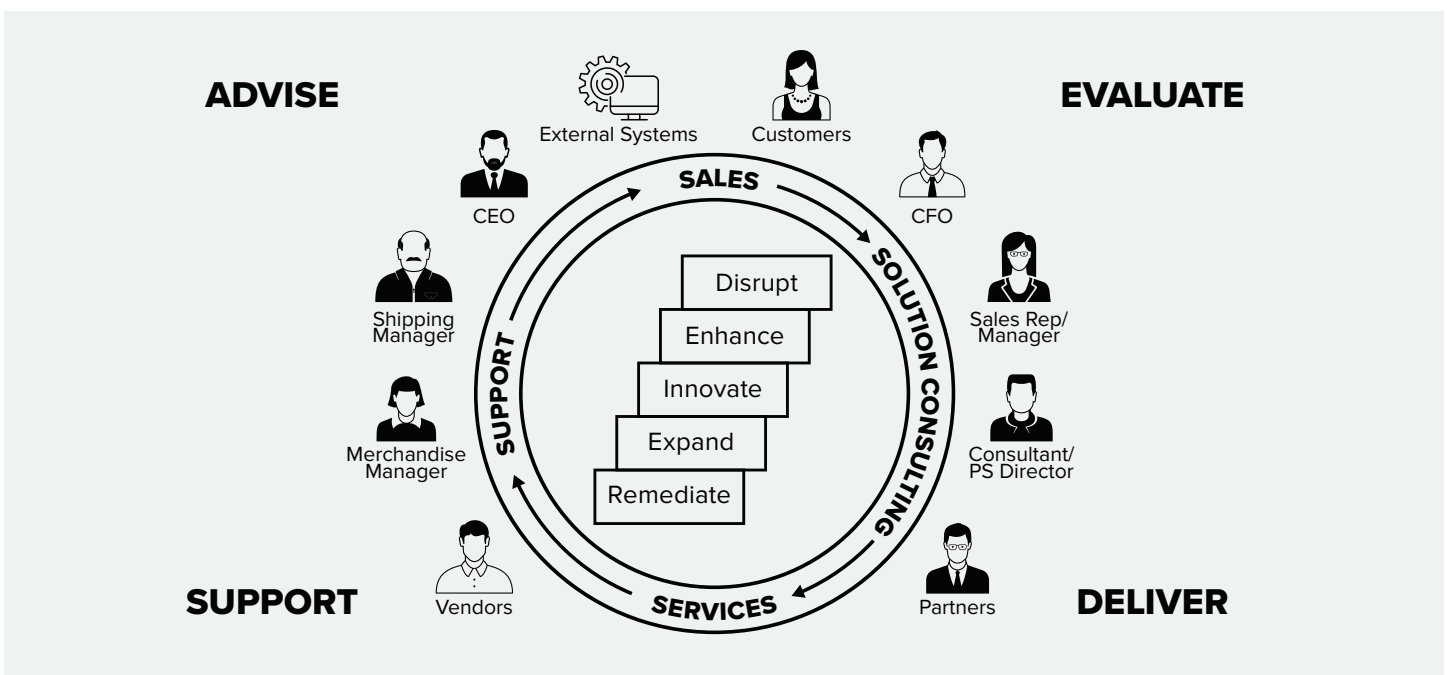 ADVISE
EVALUATE
External Systems
Customers
CEO
CFO
Shipping
Manager
Sales Rep/
Manager
Merchandise
Manager
Consultant/
PS Director
Vendors
Partners
SALES
SOLUTION CONSULTING
SERVICES
SUPPORT
Disrupt
Enhance
Innovate
Expand
Remediate
SUPPORT
DELIVER